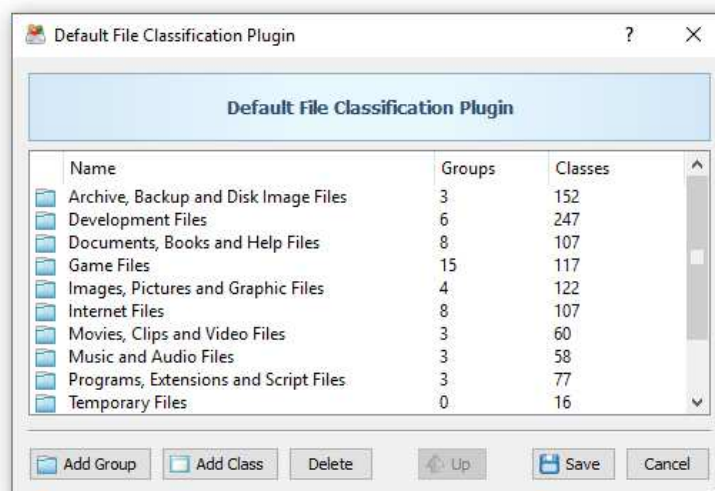 Default File Classification Plugin ? X
Default File Classification Plugin
Name Groups Classes
Archive, Backup and Disk Image Files 3 152
Development Files 6 247
Documents, Books and Help Files 8 107
Game Files 15 117
Images, Pictures and Graphic Files 4 122
Internet Files 8 107
Movies, Clips and Video Files 3 60
Music and Audio Files 3 58
Programs, Extensions and Script Files 3 77
Temporary Files 0 16
Add Group Add Class Delete Up Save Cancel